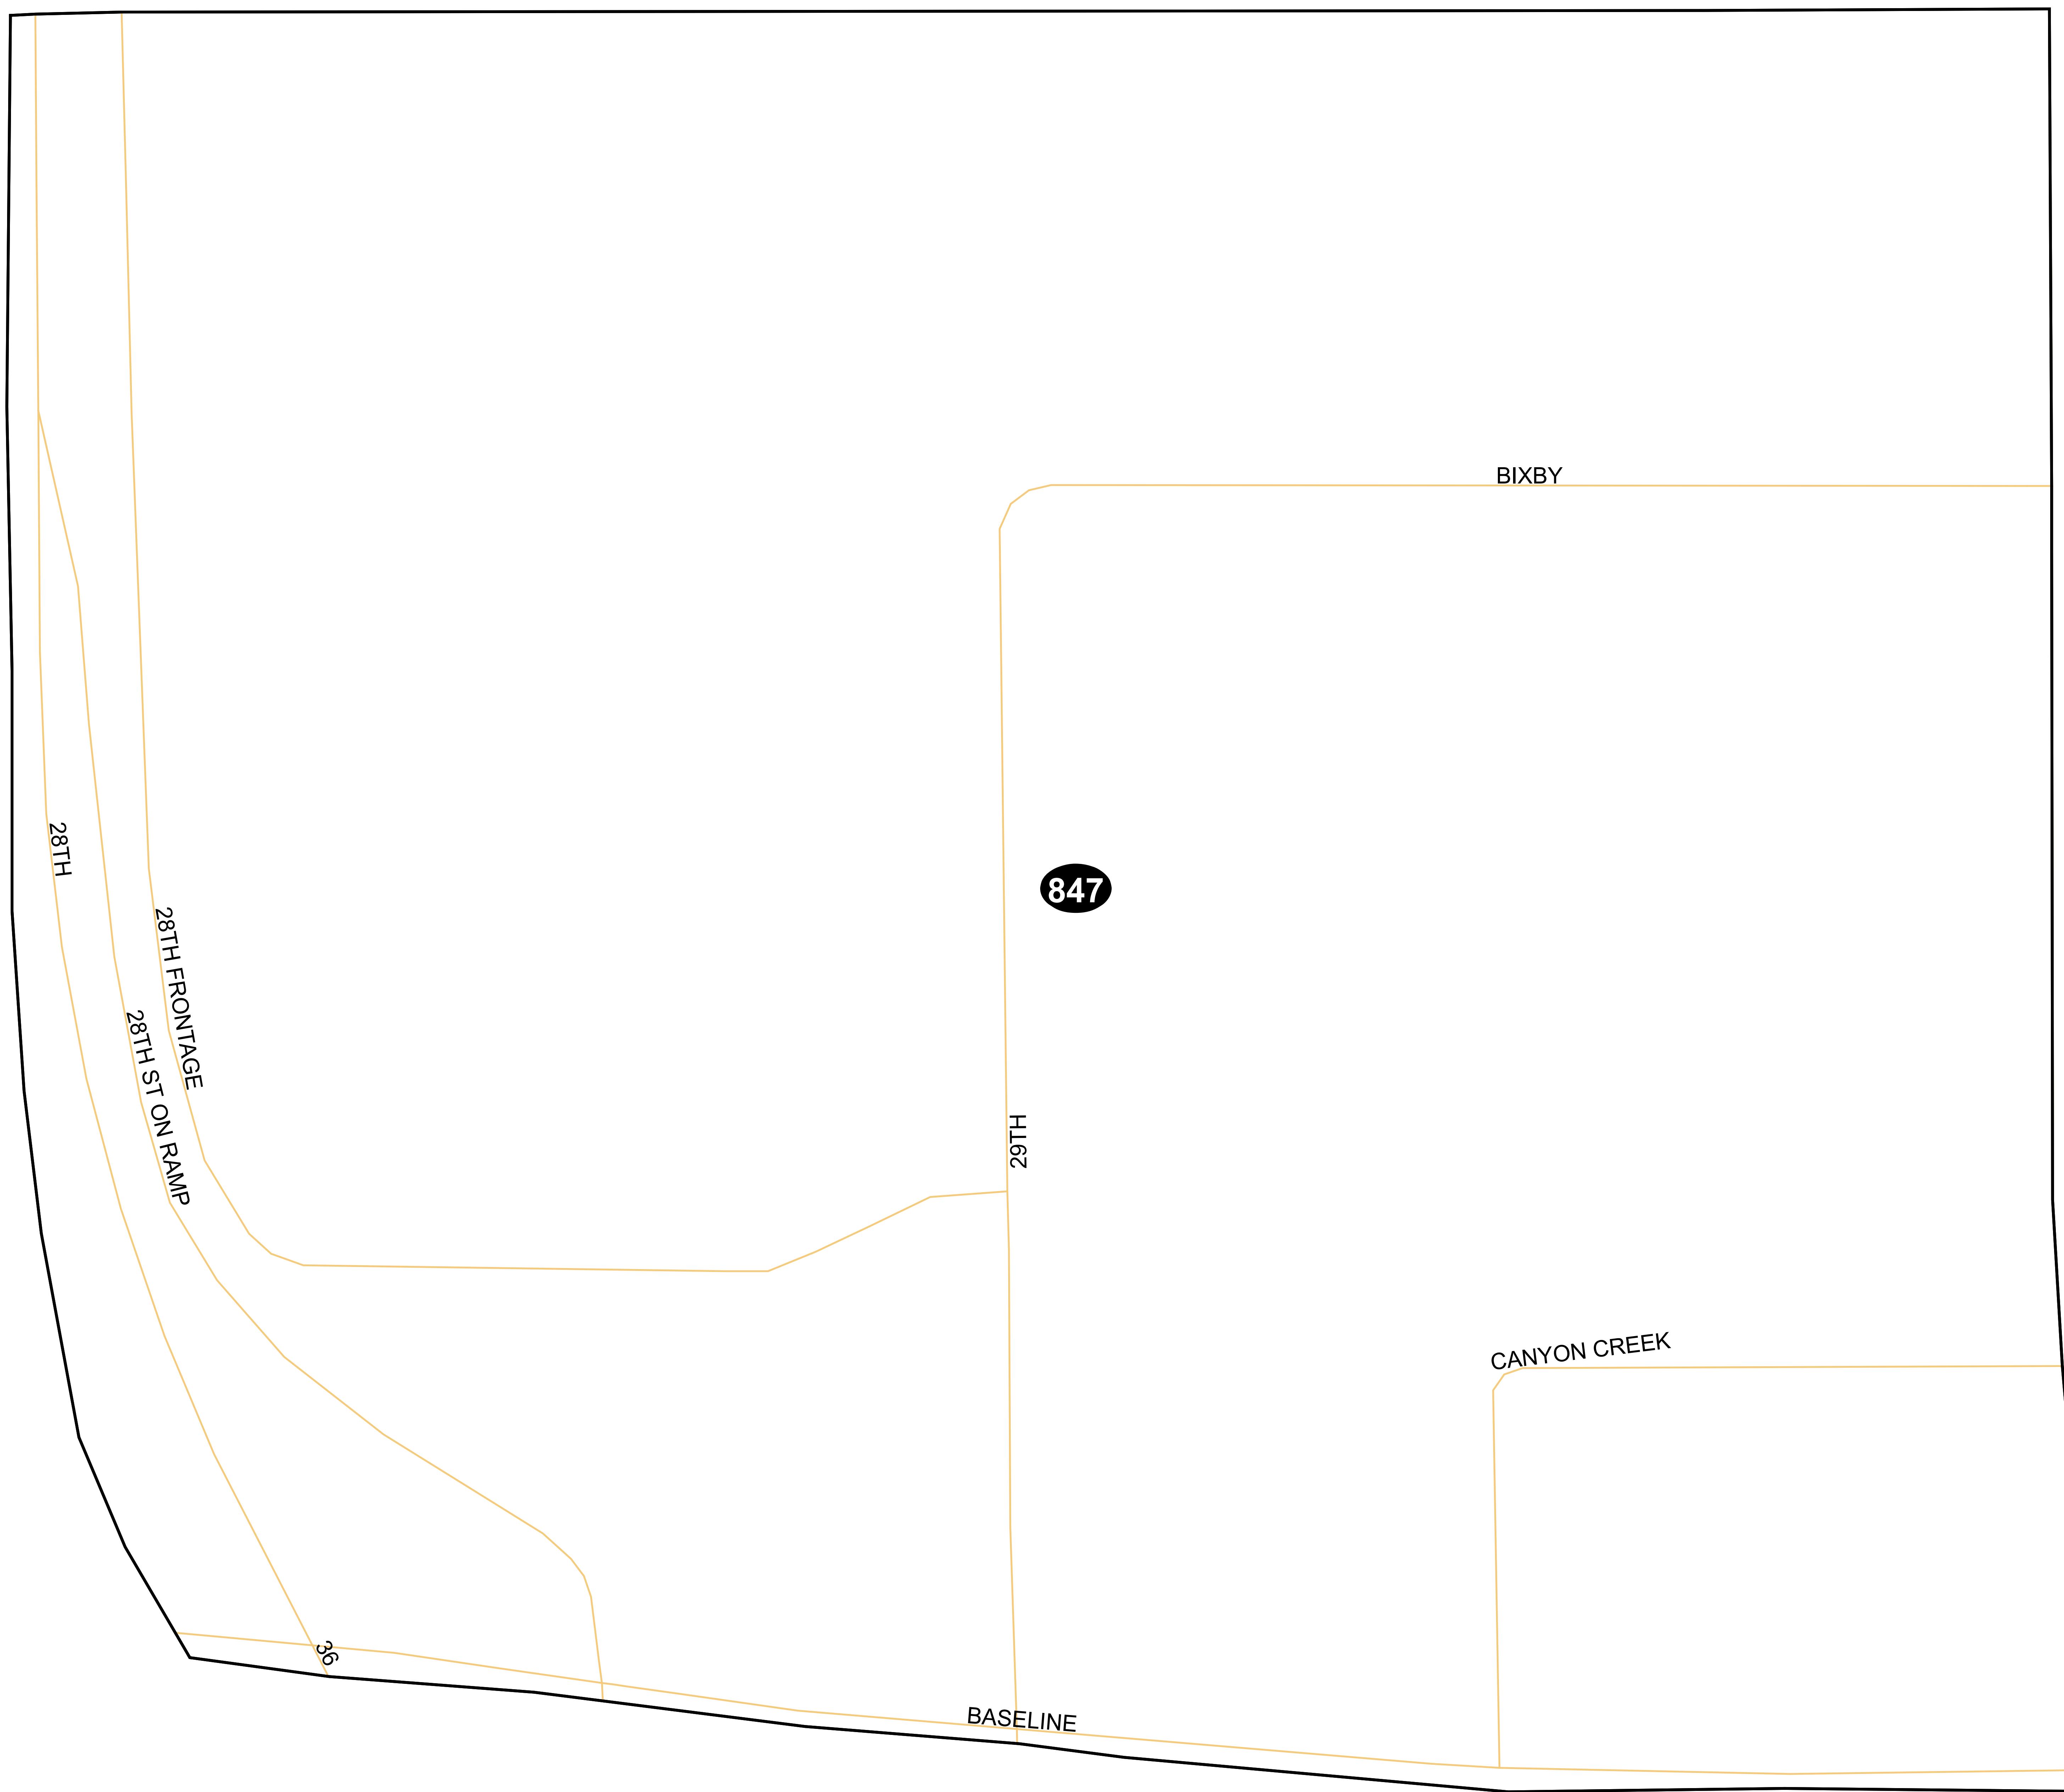 BIXBY
28TH
847
28TH FRONTAGE
28TH ST ON RAMP
29TH
CANYON CREEK
36
BASELINE